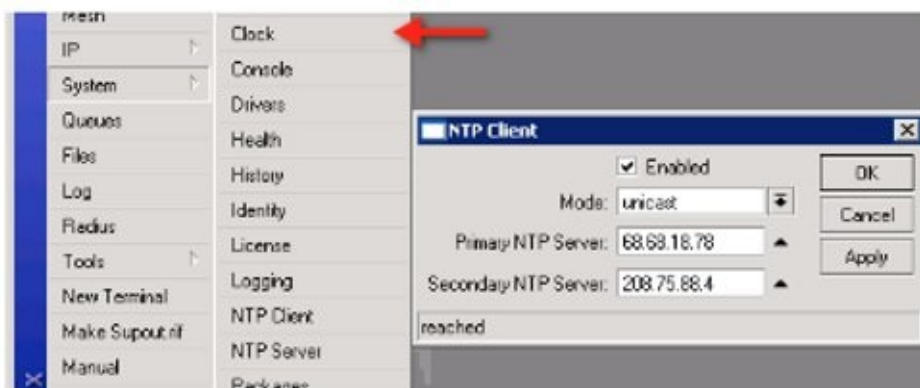 Mesh
IP
System
Queues
Files
Log
Radius
Tools
New Terminal
Make Supout.rif
Manual
Clock
Console
Drivers
Health
History
Identity
License
Logging
NTP Client
NTP Server
Packages
NTP Client
Enabled
OK
Mode: unicast
Cancel
Primary NTP Server: 68.68.18.78
Apply
Secondary NTP Server: 208.75.88.4
reached